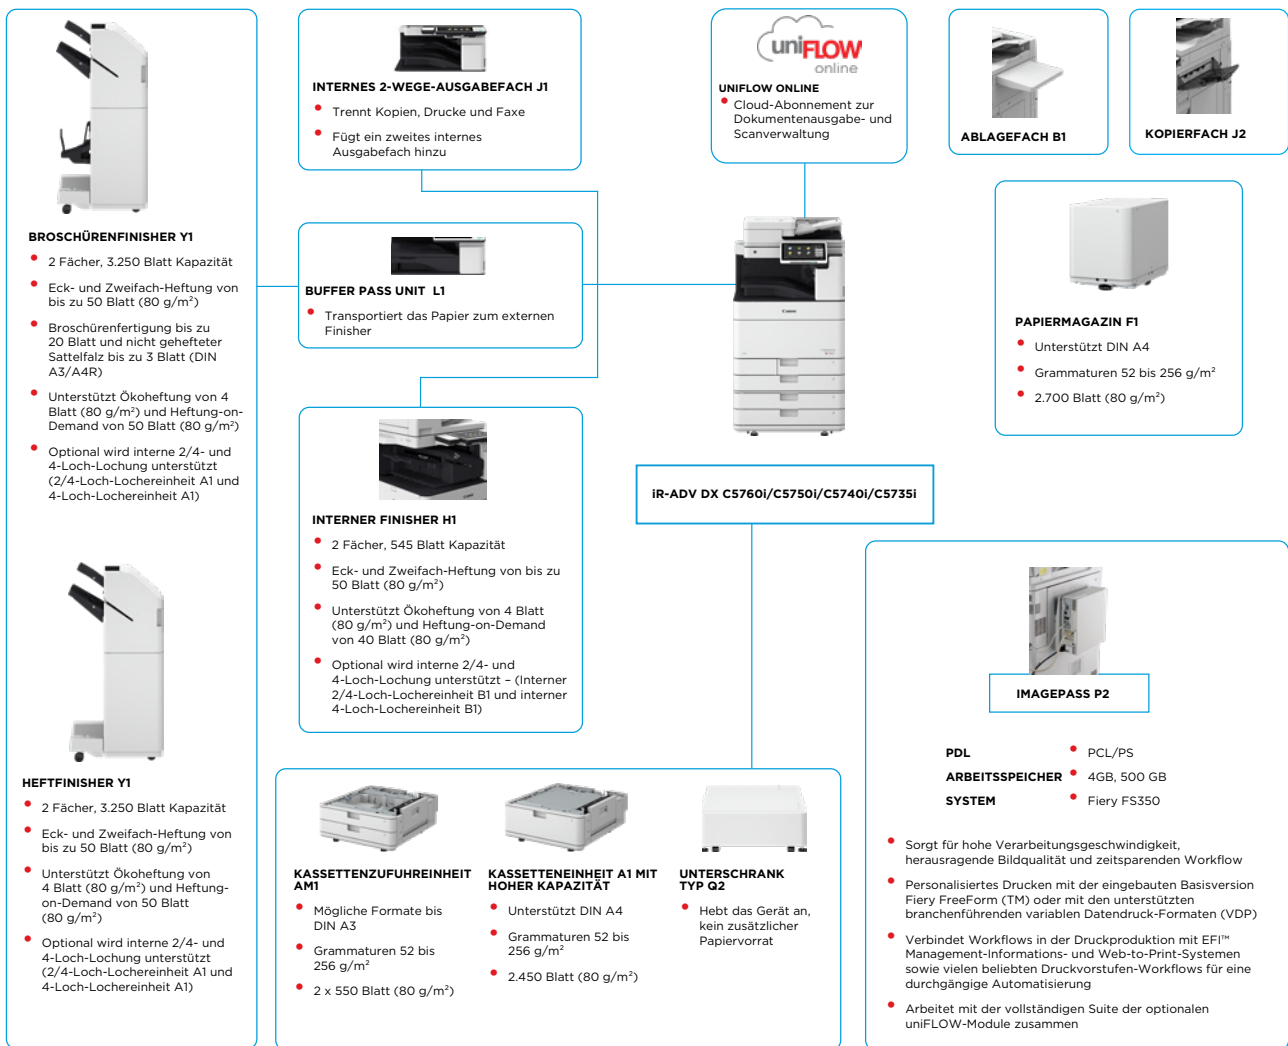 BROSCHÜRENFINISHER Y1
2 Fächer, 3.250 Blatt Kapazität
Eck- und Zweifach-Heftung von
bis zu 50 Blatt (80 g/m²)
Broschürenfertigung bis zu
20 Blatt und nicht gehefteter
Sattelfalz bis zu 3 Blatt (DIN
A3/A4R)
Unterstützt Ökoheftung von 4
Blatt (80 g/m²) und Heftung-on-
Demand von 50 Blatt (80 g/m²)
Optional wird interne 2/4- und
4-Loch-Lochung unterstützt
(2/4-Loch-Lochereinheit A1 und
4-Loch-Lochereinheit A1)
HEFTFINISHER Y1
2 Fächer, 3.250 Blatt Kapazität
Eck- und Zweifach-Heftung von
bis zu 50 Blatt (80 g/m²)
Unterstützt Ökoheftung von
4 Blatt (80 g/m²) und Heftung-
on-Demand von 50 Blatt
(80 g/m²)
Optional wird interne 2/4- und
4-Loch-Lochung unterstützt
(2/4-Loch-Lochereinheit A1 und
4-Loch-Lochereinheit A1)
INTERNES 2-WEGE-AUSGABEFACH J1
Trennt Kopien, Drucke und Faxe
Fügt ein zweites internes
Ausgabefach hinzu
BUFFER PASS UNIT L1
Transportiert das Papier zum externen
Finisher
INTERNER FINISHER H1
2 Fächer, 545 Blatt Kapazität
Eck- und Zweifach-Heftung von bis zu
50 Blatt (80 g/m²)
Unterstützt Ökoheftung von 4 Blatt
(80 g/m²) und Heftung-on-Demand
von 40 Blatt (80 g/m²)
Optional wird interne 2/4- und
4-Loch-Lochung unterstützt – (Interner
2/4-Loch-Lochereinheit B1 und interner
4-Loch-Lochereinheit B1)
uniFLOW
online
UNIFLOW ONLINE
Cloud-Abonnement zur
Dokumentenausgabe- und
Scanverwaltung
Canon
iR-ADV DX C5760i/C5750i/C5740i/C5735i
ABLAGEFACH B1
KOPIERFACH J2
PAPIERMAGAZIN F1
Unterstützt DIN A4
Grammaturen 52 bis 256 g/m²
2.700 Blatt (80 g/m²)
KASSETTENZUFUHREINHEIT
AM1
Mögliche Formate bis
DIN A3
Grammaturen 52 bis
256 g/m²
2 x 550 Blatt (80 g/m²)
KASSETTENEINHEIT A1 MIT
HOHER KAPAZITÄT
Unterstützt DIN A4
Grammaturen 52 bis
256 g/m²
2.450 Blatt (80 g/m²)
UNTERSCHRANK
TYP Q2
Hebt das Gerät an,
kein zusätzlicher
Papiervorrat
IMAGEPASS P2
PDL PCL/PS
ARBEITSSPEICHER 4GB, 500 GB
SYSTEM Fiery FS350
Sorgt für hohe Verarbeitungsgeschwindigkeit,
herausragende Bildqualität und zeitsparenden Workflow
Personalisiertes Drucken mit der eingebauten Basisversion
Fiery FreeForm (TM) oder mit den unterstützten
branchenführenden variablen Datendruck-Formaten (VDP)
Verbindet Workflows in der Druckproduktion mit EFI™
Management-Informations- und Web-to-Print-Systemen
sowie vielen beliebten Druckvorstufen-Workflows für eine
durchgängige Automatisierung
Arbeitet mit der vollständigen Suite der optionalen
uniFLOW-Module zusammen